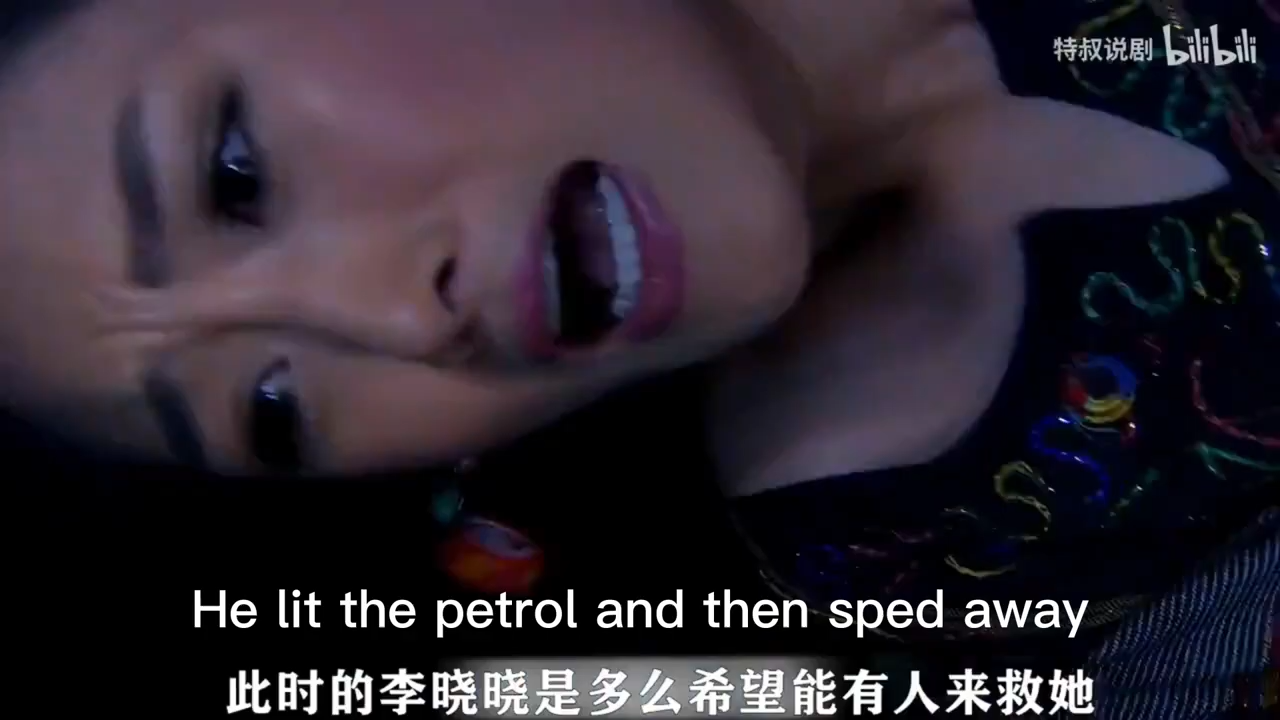 特叔说剧 bilibili
He lit the petrol and then sped away
此时的李晓晓是多么希望能有人来救她